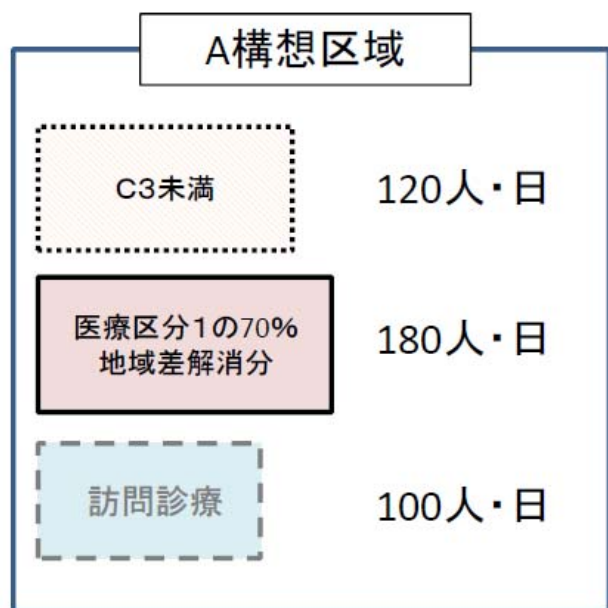 A構想区域
C3未満
120人・日
医療区分1の70%
地域差解消分
180人・日
訪問診療
100人・日